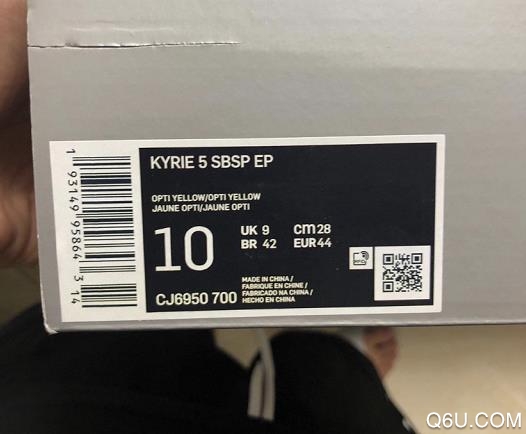 KYRIE 5 SBSP EP
OPTI YELLOW/OPTI YELLOW
JAUNE OPTI/JAUNE OPTI
10
UK 9 CM 28
BR 42 EUR 44
CJ6950 700
MADE IN CHINA /
FABRIQUE EN CHINE /
FABRICADO NA CHINA /
HECHO EN CHINA
1 93149 95864 3 14
Q6U.COM